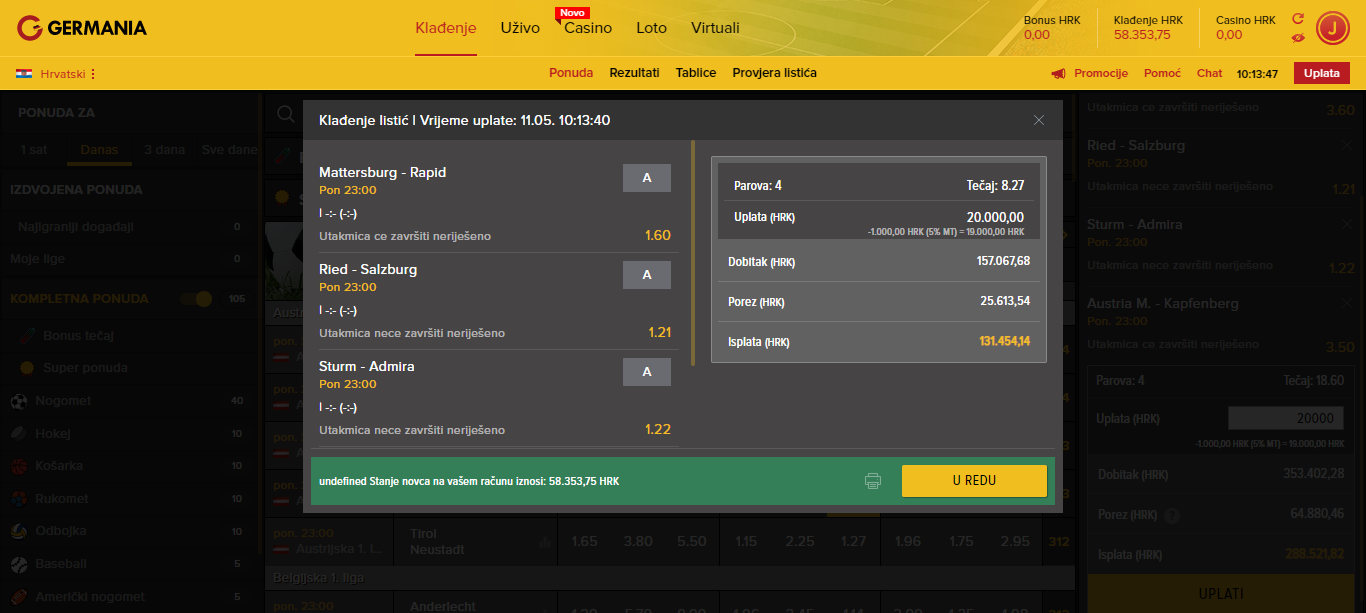 GERMANIA
Klađenje
Uživo
Novo
Casino
Loto
Virtuali
Bonus HRK
0,00
Klađenje HRK
58.353,75
Casino HRK
0,00
J
Hrvatski
Ponuda
Rezultati
Tablice
Provjera listića
Promocije
Pomoć
Chat
10:13:47
Uplata
PONUDA ZA
1 sat
Danas
3 dana
Sve dane
IZDVOJENA PONUDA
Najigraniji događaji 0
Moje lige 0
KOMPLETNA PONUDA 105
Bonus tečaj
Super ponuda
Nogomet 40
Hokej 10
Košarka 10
Rukomet 10
Odbojka 10
Baseball 5
Američki nogomet 5
Klađenje listić | Vrijeme uplate: 11.05. 10:13:40
Mattersburg - Rapid A
Pon 23:00
| -:- (-:-)
Utakmica ce završiti neriješeno 1.60
Ried - Salzburg A
Pon 23:00
| -:- (-:-)
Utakmica nece završiti neriješeno 1.21
Sturm - Admira A
Pon 23:00
| -:- (-:-)
Utakmica nece završiti neriješeno 1.22
Parova: 4 Tečaj: 8.27
Uplata (HRK) 20.000,00
-1.000,00 HRK (5% MT) = 19.000,00 HRK
Dobitak (HRK) 157.067,68
Porez (HRK) 25.613,54
Isplata (HRK) 131.454,14
undefined Stanje novca na vašem računu iznosi: 58.353,75 HRK
U REDU
pon. 23:00
Austrijska 1. l...
Tirol
Neustadt
1.65 3.80 5.50 1.15 2.25 1.27 1.96 1.75 2.95 312
Belgijska 1. liga
pon. 23:00
Anderlecht
Utakmica ce završiti neriješeno 3.60
Ried - Salzburg
Pon. 23:00
Utakmica nece završiti neriješeno 1.21
Sturm - Admira
Pon. 23:00
Utakmica nece završiti neriješeno 1.22
Austria M. - Kapfenberg
Pon. 23:00
Utakmica ce završiti neriješeno 3.50
Parova: 4 Tečaj: 18.60
Uplata (HRK) 20000
-1.000,00 HRK (5% MT) = 19.000,00 HRK
Dobitak (HRK) 353.402,28
Porez (HRK) ? 64.880,46
Isplata (HRK) 288.521,82
UPLATI